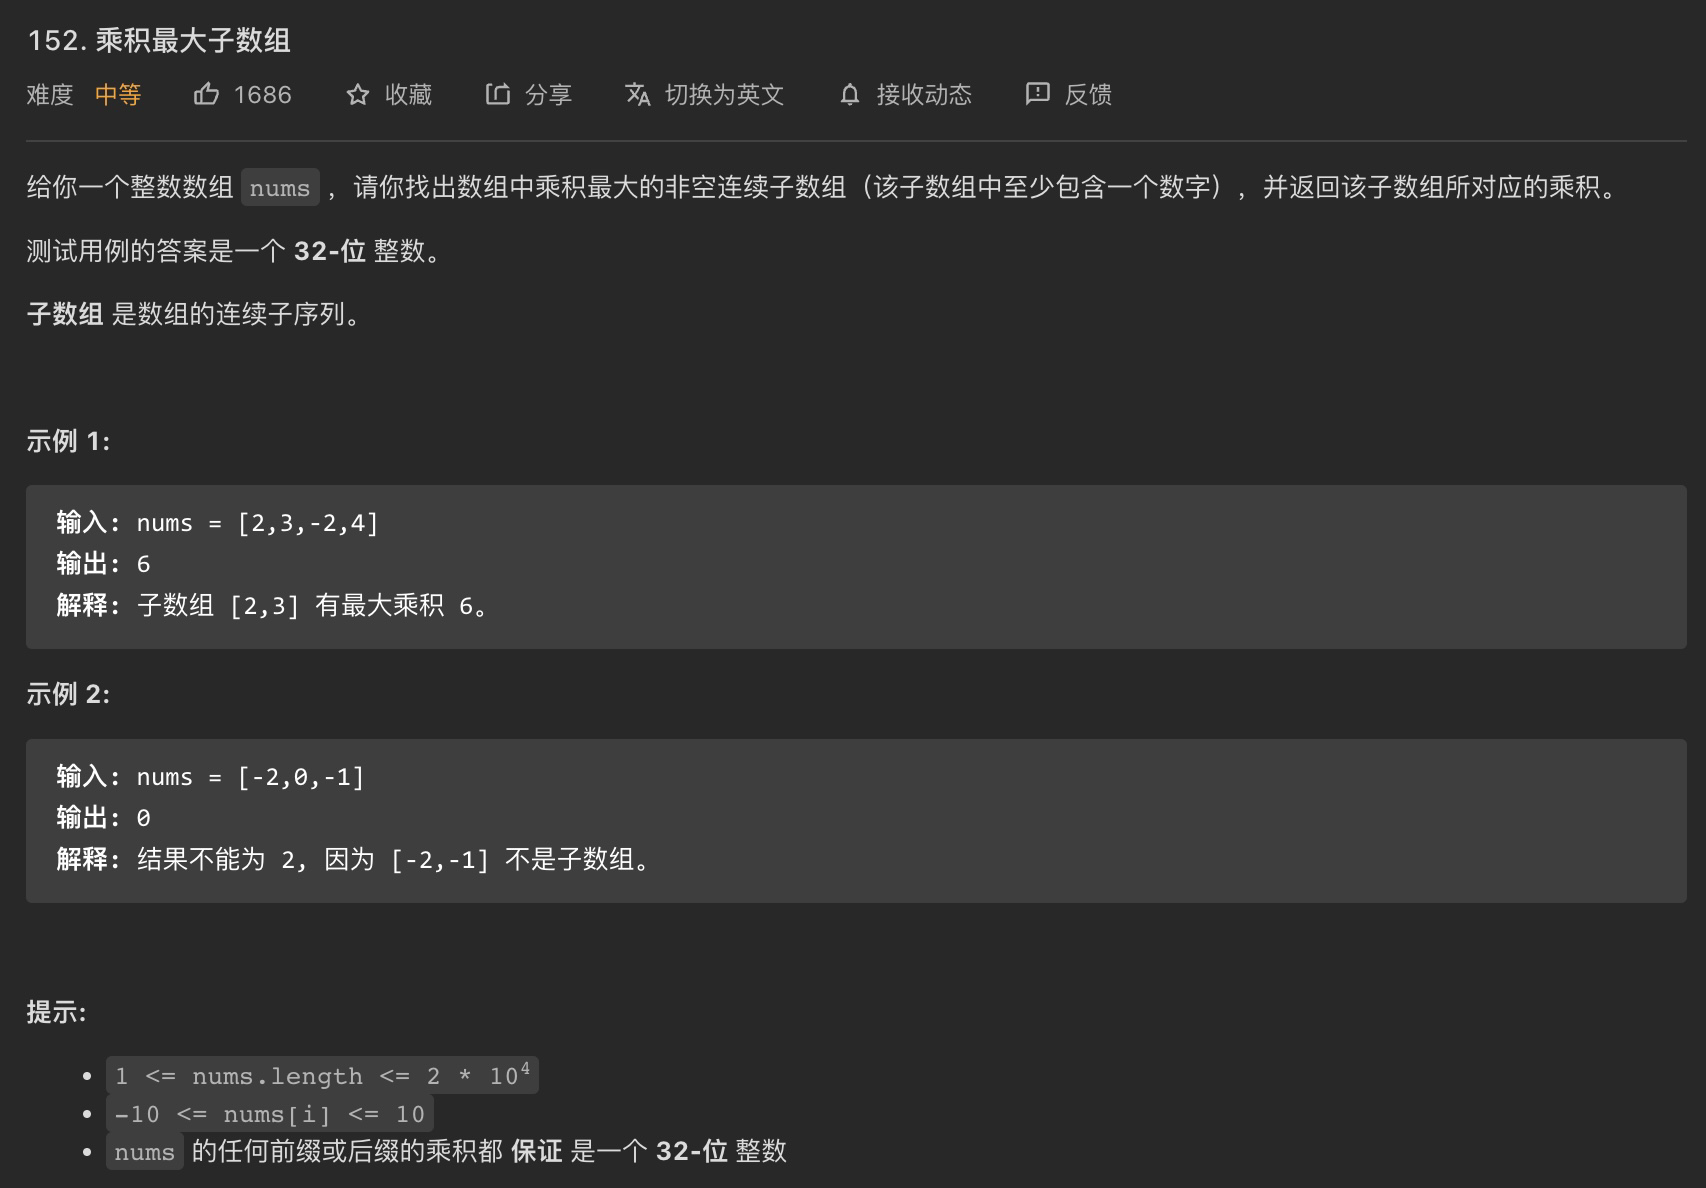 152. 乘积最大子数组
难度 中等 1686 收藏 分享 切换为英文 接收动态 反馈
给你一个整数数组 nums ，请你找出数组中乘积最大的非空连续子数组（该子数组中至少包含一个数字），并返回该子数组所对应的乘积。
测试用例的答案是一个 32-位 整数。
子数组 是数组的连续子序列。
示例 1:
输入: nums = [2,3,-2,4]
输出: 6
解释: 子数组 [2,3] 有最大乘积 6。
示例 2:
输入: nums = [-2,0,-1]
输出: 0
解释: 结果不能为 2, 因为 [-2,-1] 不是子数组。
提示:
• 1 <= nums.length <= 2 * 10⁴
• -10 <= nums[i] <= 10
• nums 的任何前缀或后缀的乘积都 保证 是一个 32-位 整数